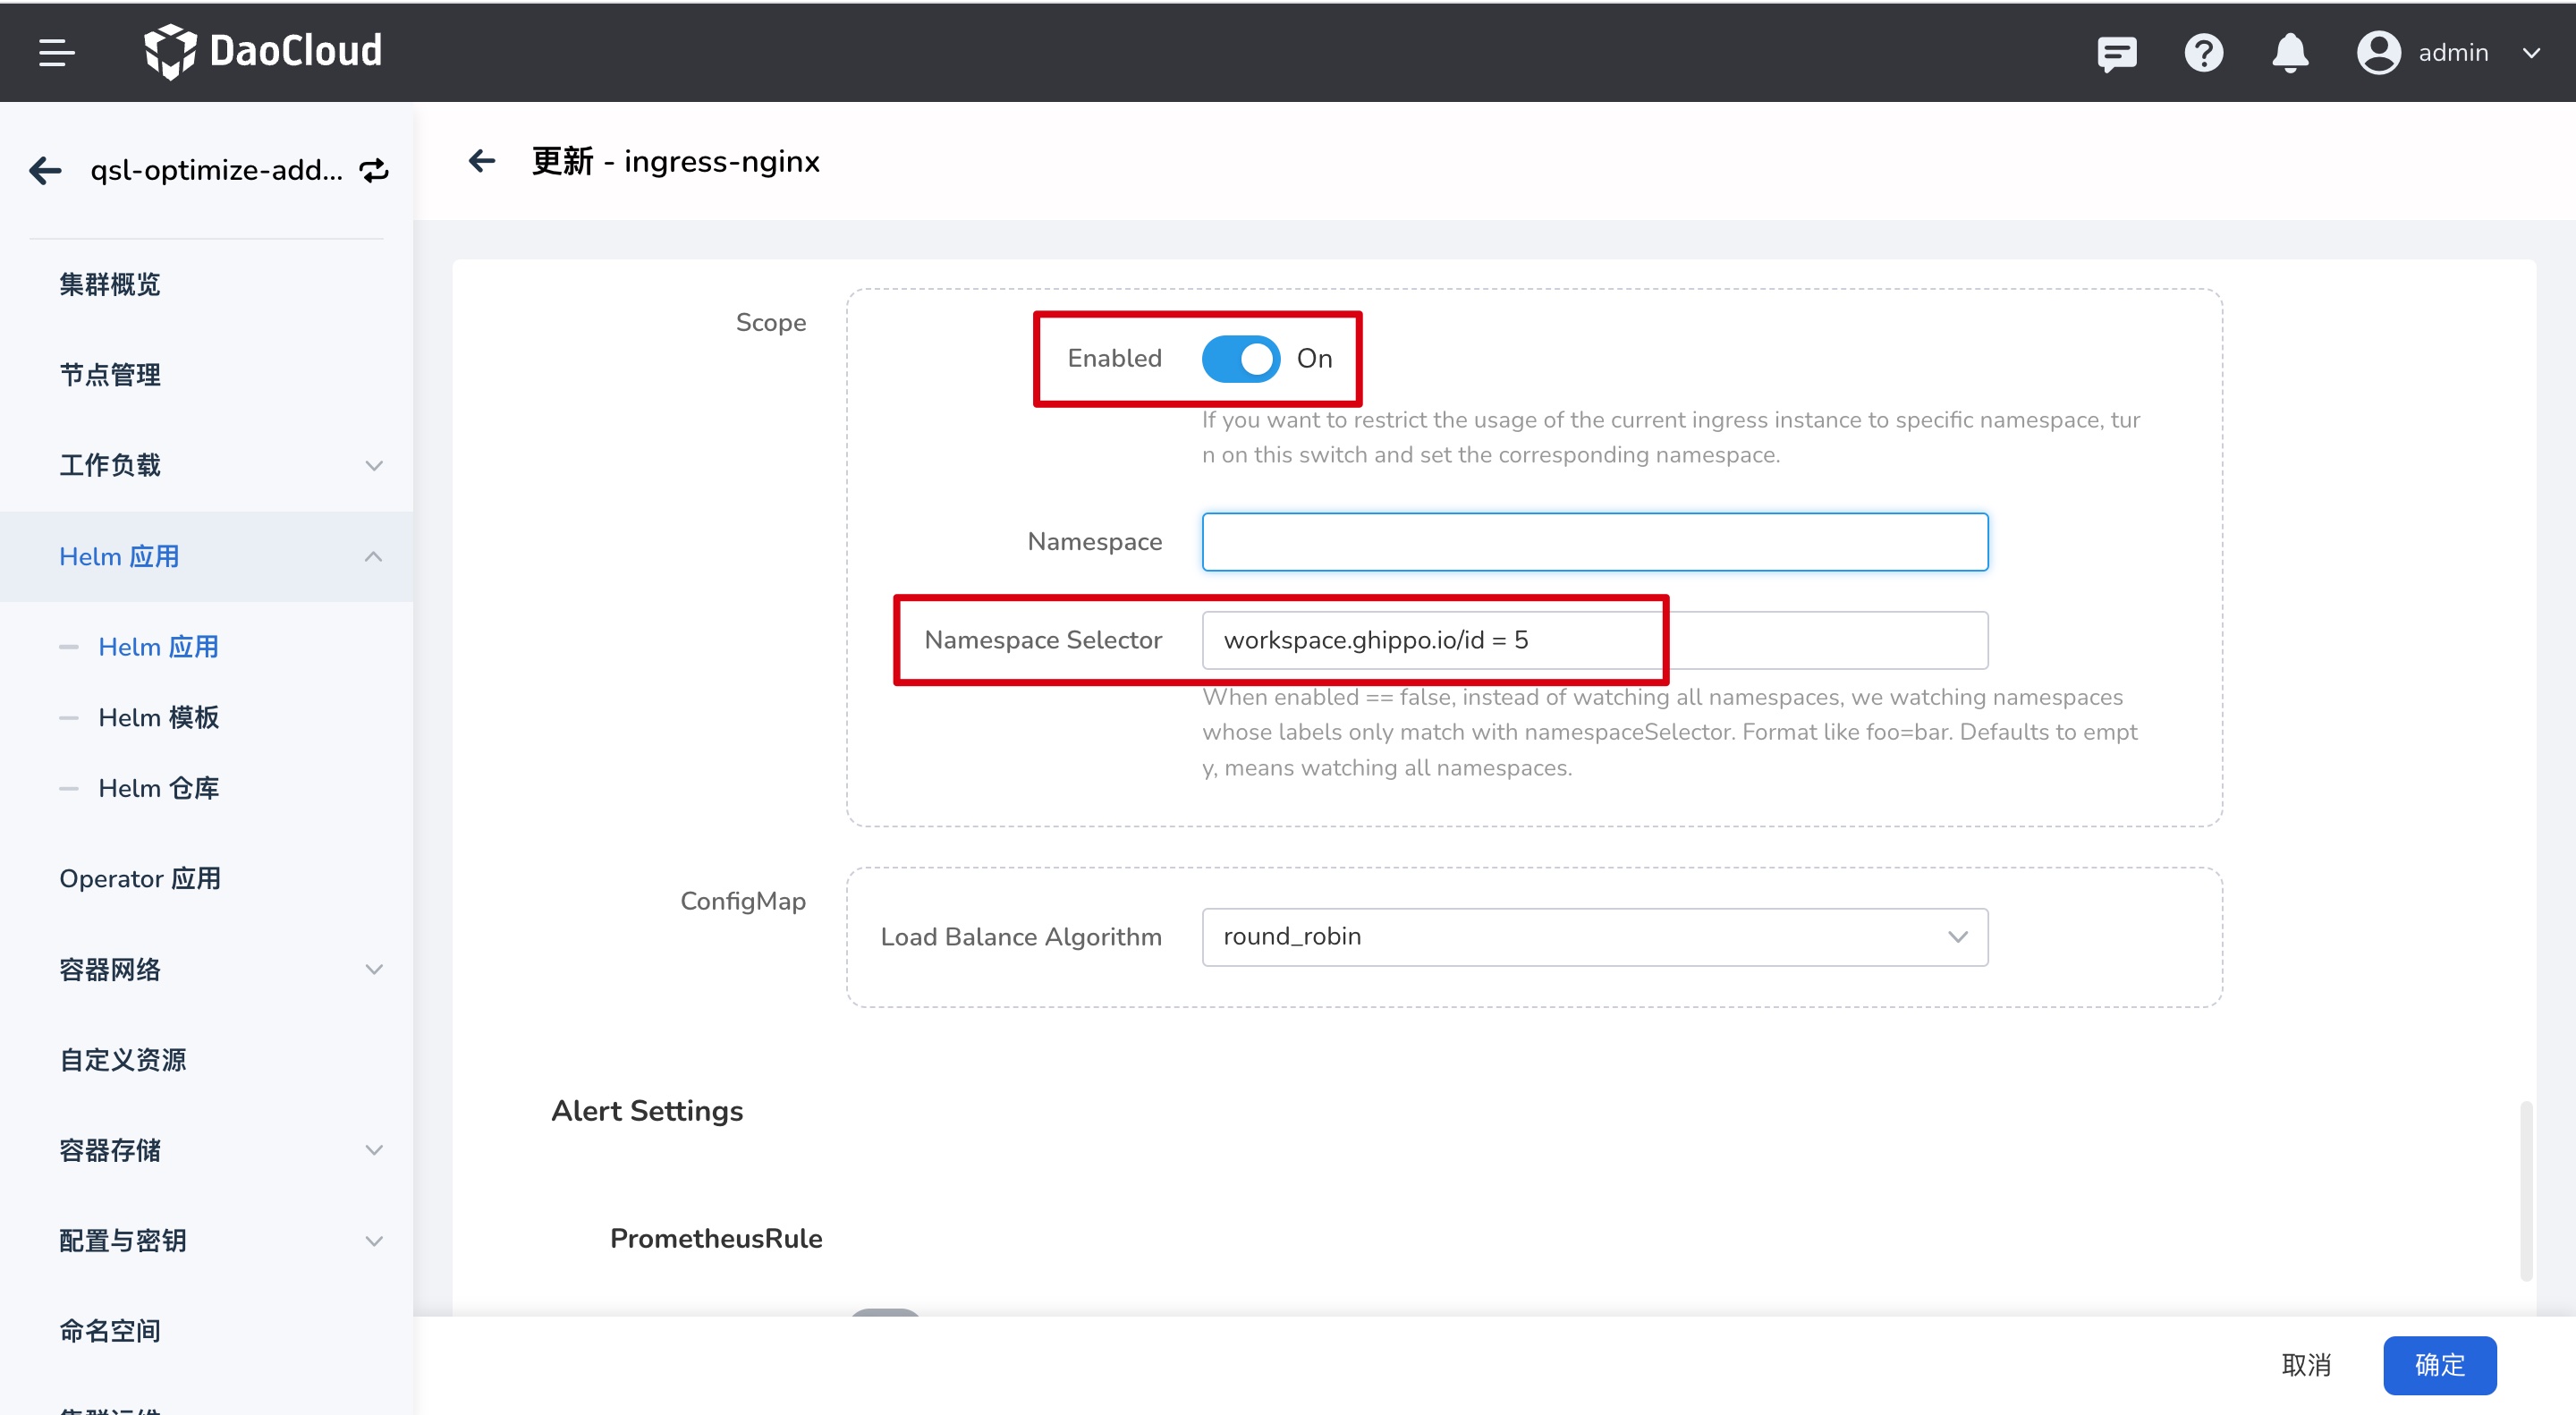 DaoCloud
admin
qsl-optimize-add...
更新 - ingress-nginx
集群概览
节点管理
工作负载
Helm 应用
Helm 应用
Helm 模板
Helm 仓库
Operator 应用
容器网络
自定义资源
容器存储
配置与密钥
命名空间
Scope
Enabled
On
If you want to restrict the usage of the current ingress instance to specific namespace, tur
n on this switch and set the corresponding namespace.
Namespace
Namespace Selector
workspace.ghippo.io/id = 5
When enabled == false, instead of watching all namespaces, we watching namespaces
whose labels only match with namespaceSelector. Format like foo=bar. Defaults to empt
y, means watching all namespaces.
ConfigMap
Load Balance Algorithm
round_robin
Alert Settings
PrometheusRule
取消
确定